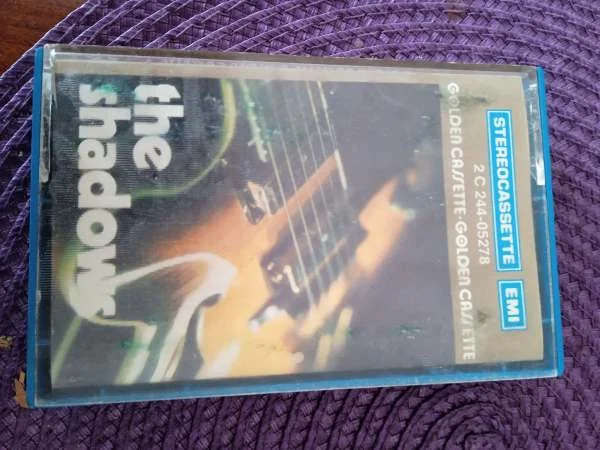 STEREOCASSETTE EMI
2 C 244-05278
GOLDEN CASSETTE·GOLDEN CASSETTE
the
shadows